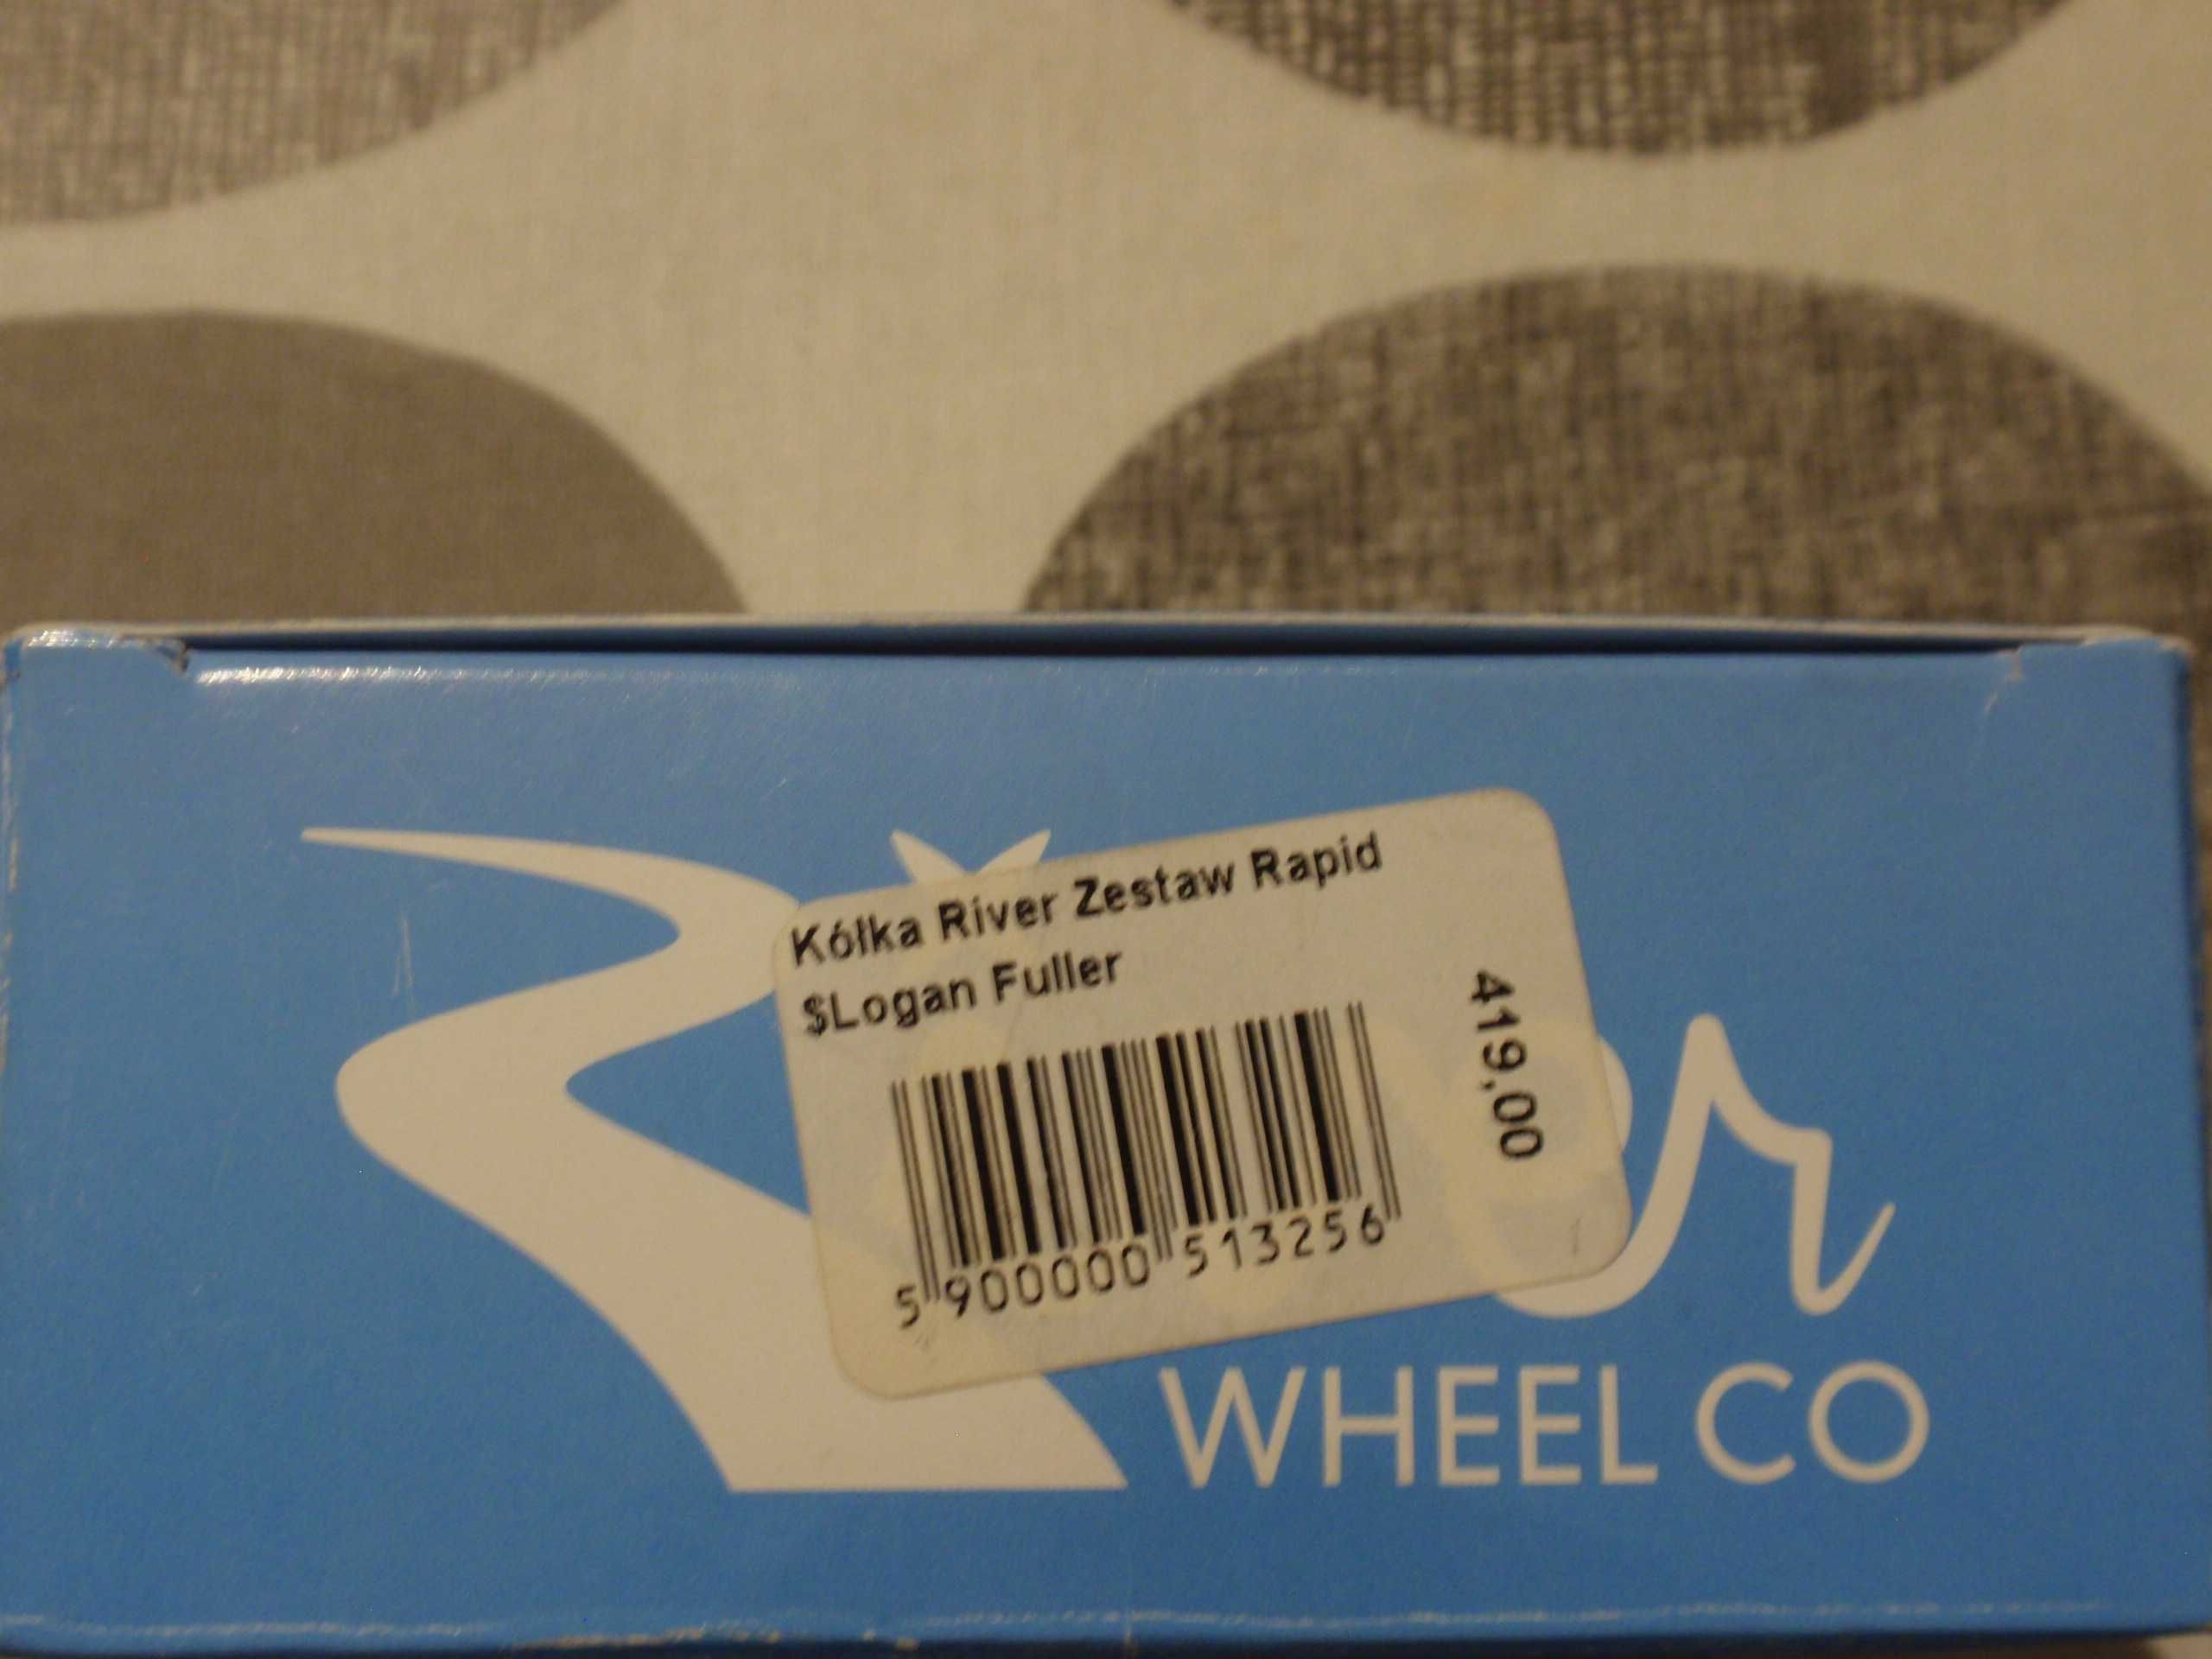 Kółka River Zestaw Rapid
$Logan Fuller
419,00
5 900000 513256
WHEEL CO